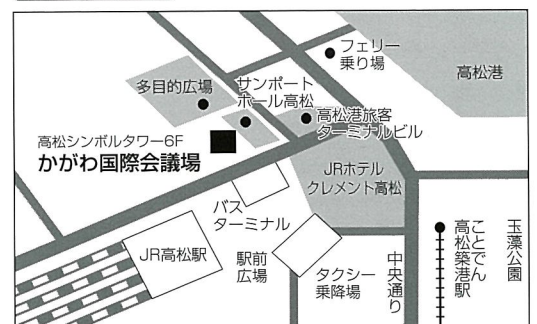 フェリー
乗り場
高松港
多目的広場
サンポート
ホール高松
高松港旅客
ターミナルビル
高松シンボルタワー6F
かがわ国際会議場
JRホテル
クレメント高松
バス
ターミナル
JR高松駅
駅前
広場
タクシー
乗降場
中央通り
ことでん
高松築港駅
玉藻公園